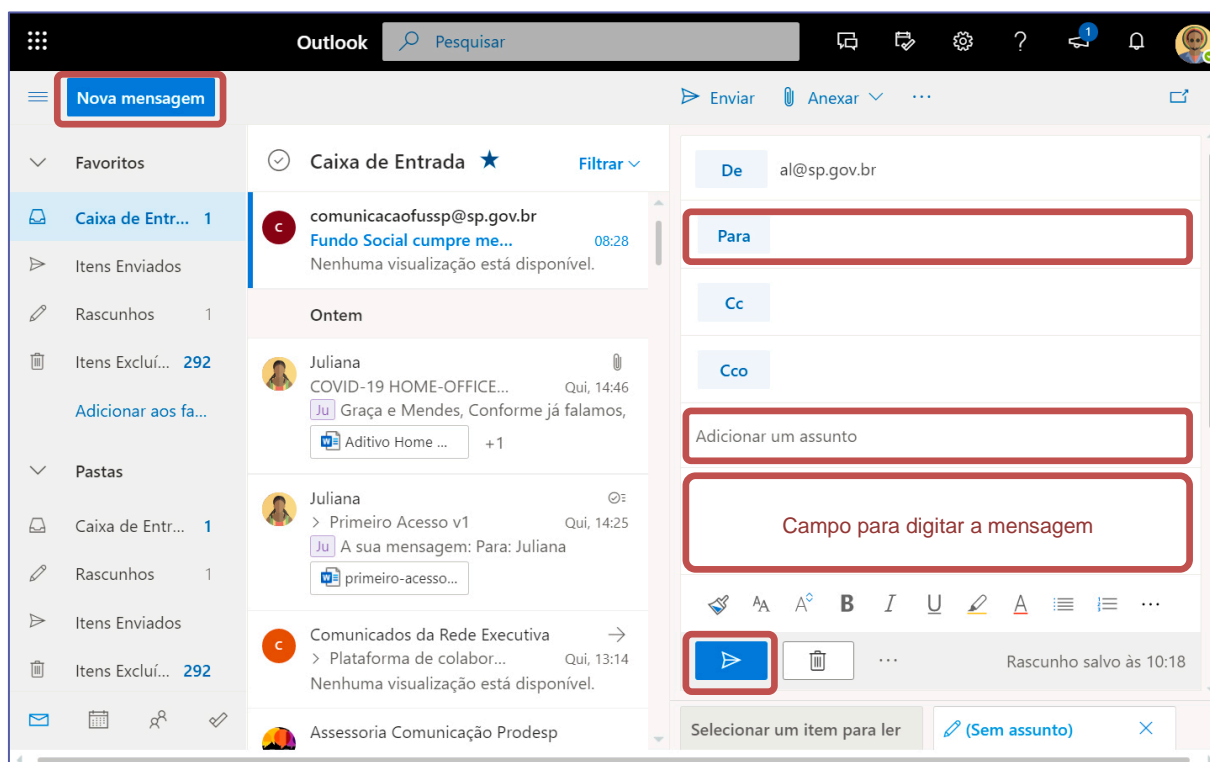 Outlook
Pesquisar
1
Nova mensagem
Enviar
Anexar
...
Favoritos
Caixa de Entr... 1
Itens Enviados
Rascunhos 1
Itens Excluí... 292
Adicionar aos fa...
Pastas
Caixa de Entr... 1
Rascunhos 1
Itens Enviados
Itens Excluí... 292
Caixa de Entrada
Filtrar
C
comunicacaofussp@sp.gov.br
Fundo Social cumpre me... 08:28
Nenhuma visualização está disponível.
Ontem
Juliana
COVID-19 HOME-OFFICE... Qui, 14:46
Ju Graça e Mendes, Conforme já falamos,
Aditivo Home ... +1
Juliana
> Primeiro Acesso v1 Qui, 14:25
Ju A sua mensagem: Para: Juliana
primeiro-acesso...
C
Comunicados da Rede Executiva
> Plataforma de colabor... Qui, 13:14
Nenhuma visualização está disponível.
Assessoria Comunicação Prodesp
De al@sp.gov.br
Para
Cc
Cco
Adicionar um assunto
Campo para digitar a mensagem
B I U A ...
... Rascunho salvo às 10:18
Selecionar um item para ler
(Sem assunto)